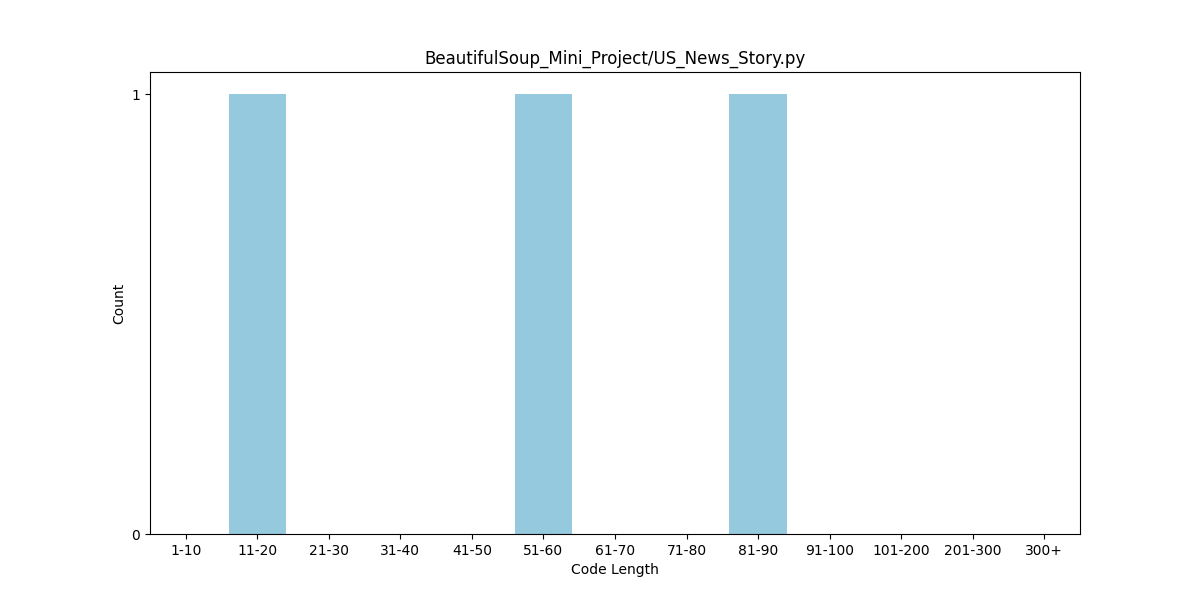 BeautifulSoup_Mini_Project/US_News_Story.py
1
Count
0
1-10 11-20 21-30 31-40 41-50 51-60 61-70 71-80 81-90 91-100 101-200 201-300 300+
Code Length